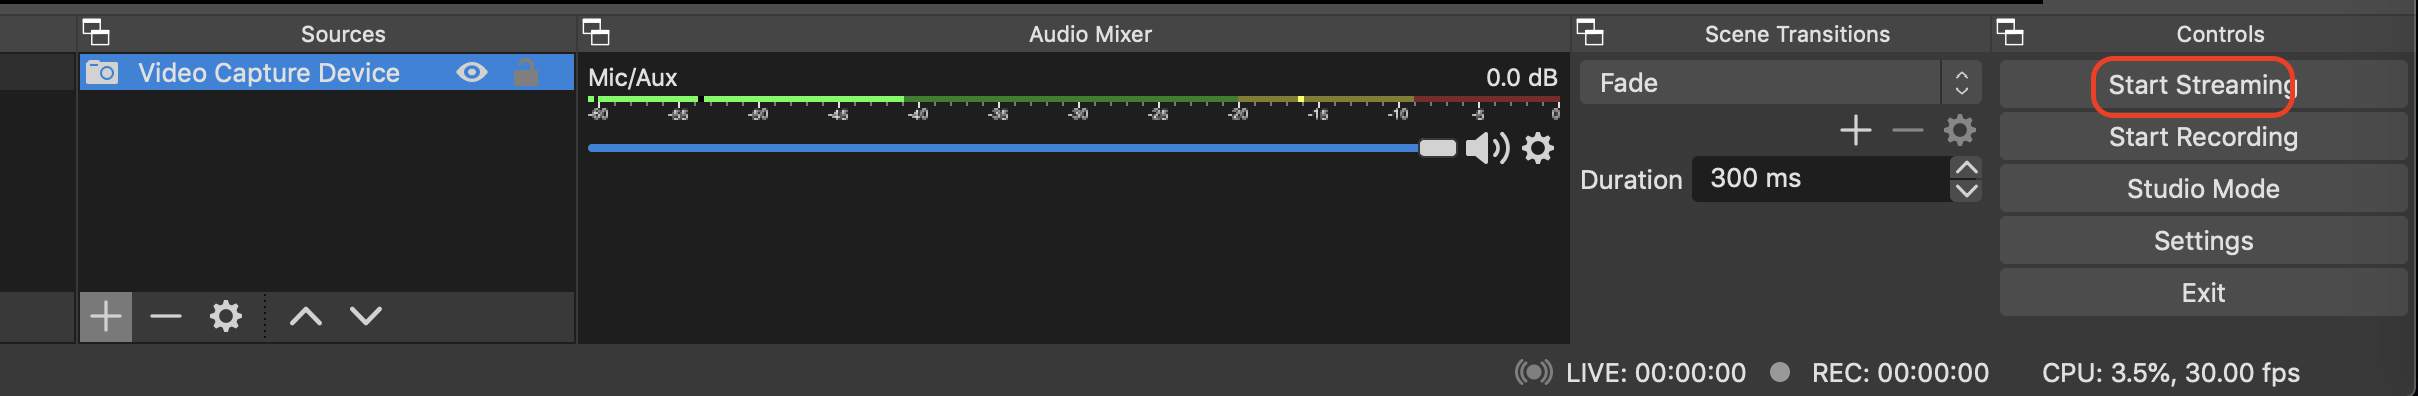 Sources
Video Capture Device
Audio Mixer
Mic/Aux 0.0 dB
-60 -55 -50 -45 -40 -35 -30 -25 -20 -15 -10 -5 0
Scene Transitions
Fade
Duration 300 ms
Controls
Start Streaming
Start Recording
Studio Mode
Settings
Exit
LIVE: 00:00:00 REC: 00:00:00 CPU: 3.5%, 30.00 fps